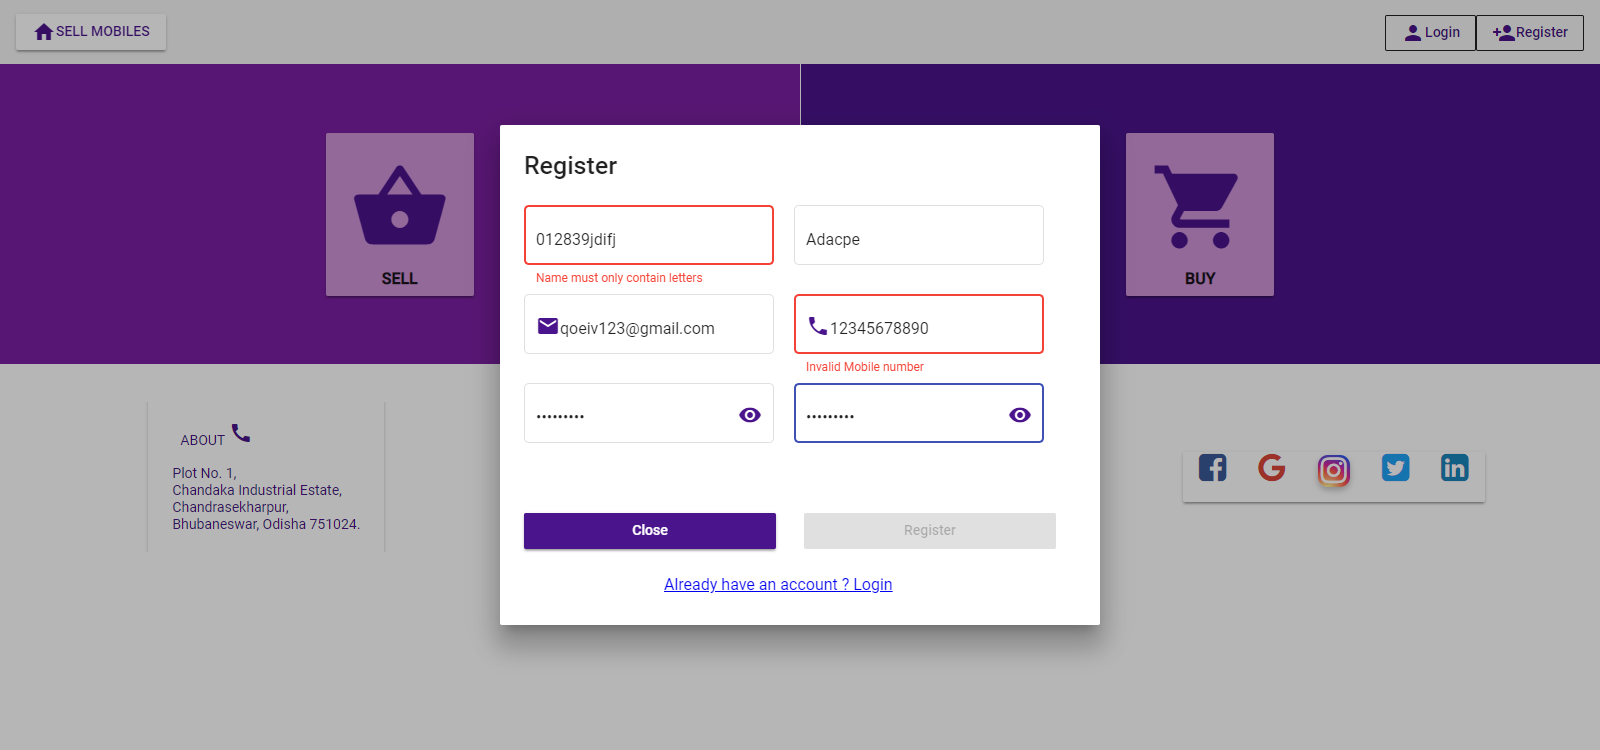 SELL MOBILES
Login
Register
SELL
BUY
Register
012839jdifj
Adacpe
Name must only contain letters
qoeiv123@gmail.com
12345678890
Invalid Mobile number
•••••••••
•••••••••
Close
Register
Already have an account ? Login
ABOUT
Plot No. 1,
Chandaka Industrial Estate,
Chandrasekharpur,
Bhubaneswar, Odisha 751024.